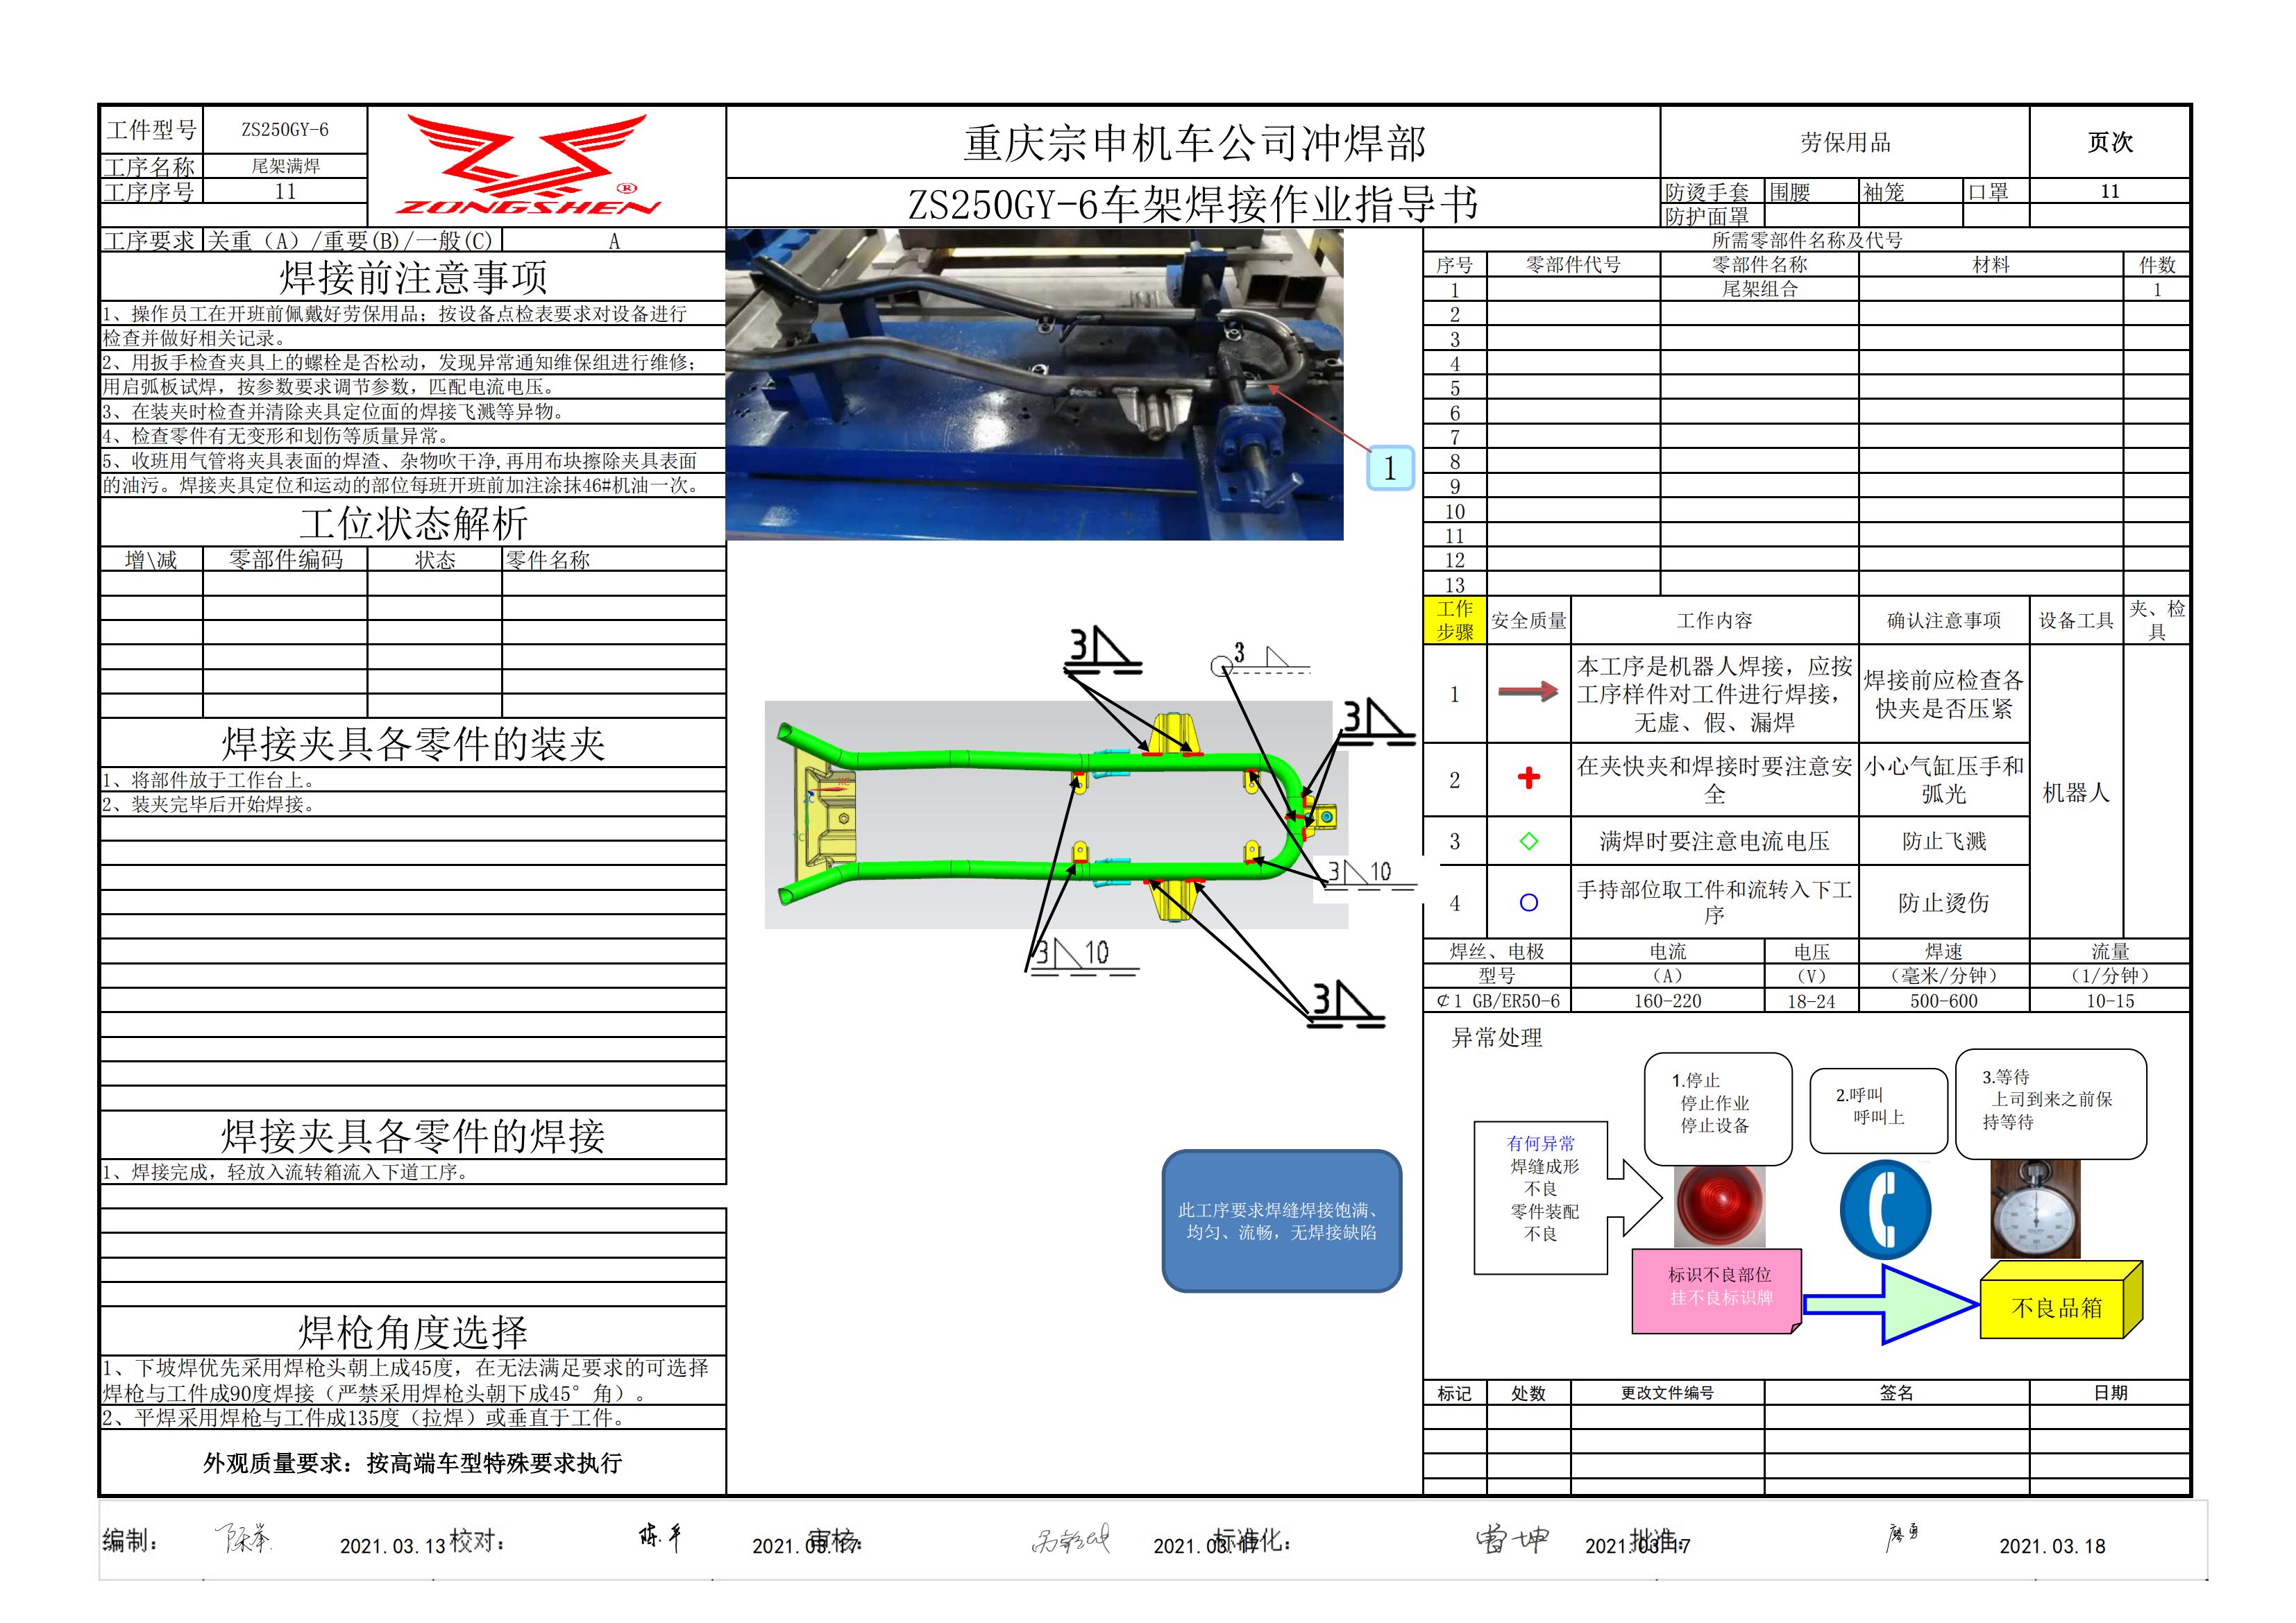 工件型号 ZS250GY-6
工序名称 尾架满焊
工序序号 11
ZONGSHEN ®
重庆宗申机车公司冲焊部
ZS250GY-6车架焊接作业指导书
劳保用品 页次
防烫手套 围腰 袖笼 口罩 11
防护面罩
工序要求 关重（A）/重要(B)/一般(C) A
焊接前注意事项
1、操作员工在开班前佩戴好劳保用品；按设备点检表要求对设备进行
检查并做好相关记录。
2、用扳手检查夹具上的螺栓是否松动，发现异常通知维保组进行维修；
用启弧板试焊，按参数要求调节参数，匹配电流电压。
3、在装夹时检查并清除夹具定位面的焊接飞溅等异物。
4、检查零件有无变形和划伤等质量异常。
5、收班用气管将夹具表面的焊渣、杂物吹干净,再用布块擦除夹具表面
的油污。焊接夹具定位和运动的部位每班开班前加注涂抹46#机油一次。
工位状态解析
增\减 零部件编码 状态 零件名称
焊接夹具各零件的装夹
1、将部件放于工作台上。
2、装夹完毕后开始焊接。
焊接夹具各零件的焊接
1、焊接完成，轻放入流转箱流入下道工序。
焊枪角度选择
1、下坡焊优先采用焊枪头朝上成45度，在无法满足要求的可选择
焊枪与工件成90度焊接（严禁采用焊枪头朝下成45°角）。
2、平焊采用焊枪与工件成135度（拉焊）或垂直于工件。
外观质量要求：按高端车型特殊要求执行
1
3
3
3
3 10
3 10
3
此工序要求焊缝焊接饱满、
均匀、流畅，无焊接缺陷
所需零部件名称及代号
序号 零部件代号 零部件名称 材料 件数
1 尾架组合 1
2
3
4
5
6
7
8
9
10
11
12
13
工作步骤 安全质量 工作内容 确认注意事项 设备工具 夹、检具
1 本工序是机器人焊接，应按工序样件对工件进行焊接，无虚、假、漏焊 焊接前应检查各快夹是否压紧 机器人
2 在夹快夹和焊接时要注意安全 小心气缸压手和弧光
3 满焊时要注意电流电压 防止飞溅
4 手持部位取工件和流转入下工序 防止烫伤
焊丝、电极 电流 电压 焊速 流量
型号 （A） （V） （毫米/分钟） （1/分钟）
¢1 GB/ER50-6 160-220 18-24 500-600 10-15
异常处理
有何异常
焊缝成形
不良
零件装配
不良
1.停止
停止作业
停止设备
2.呼叫
呼叫上
3.等待
上司到来之前保
持等待
标识不良部位
挂不良标识牌
不良品箱
标记 处数 更改文件编号 签名 日期
编制： 2021.03.13 校对： 陈平 2021.03.17 审核： 2021.03.17 标准化： 曾坤 2021.03.17 批准： 廖勇 2021.03.18